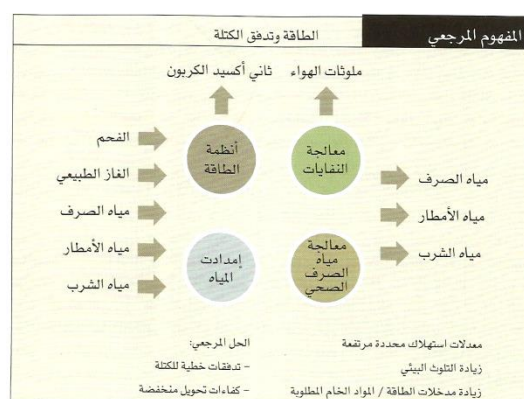 المفهوم المرجعي
الطاقة وتدفق الكتلة
ملوثات الهواء
ثاني أكسيد الكربون
معالجة
النفايات
أنظمة
الطاقة
معالجة
مياه
الصرف
الصحي
إمدادت
المياه
الفحم
الغاز الطبيعي
مياه الصرف
مياه الأمطار
مياه الشرب
مياه الصرف
مياه الأمطار
مياه الشرب
معدلات استهلاك محددة مرتفعة
زيادة التلوث البيئي
زيادة مدخلات الطاقة / المواد الخام المطلوبة
الحل المرجعي:
– تدفقات خطية للكتلة
– كفاءات تحويل منخفضة